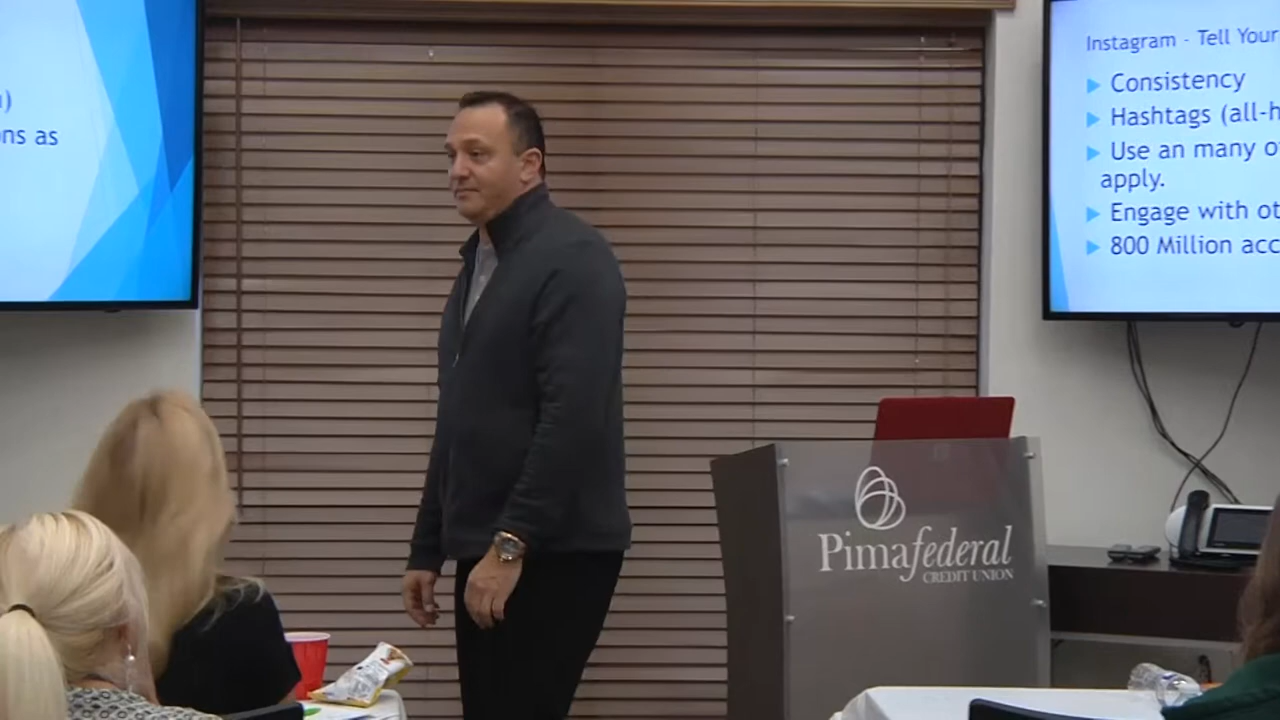 ns as
Instagram - Tell Your
Consistency
Hashtags (all-h
Use an many o
apply.
Engage with ot
800 Million acc
Pimafederal
CREDIT UNION